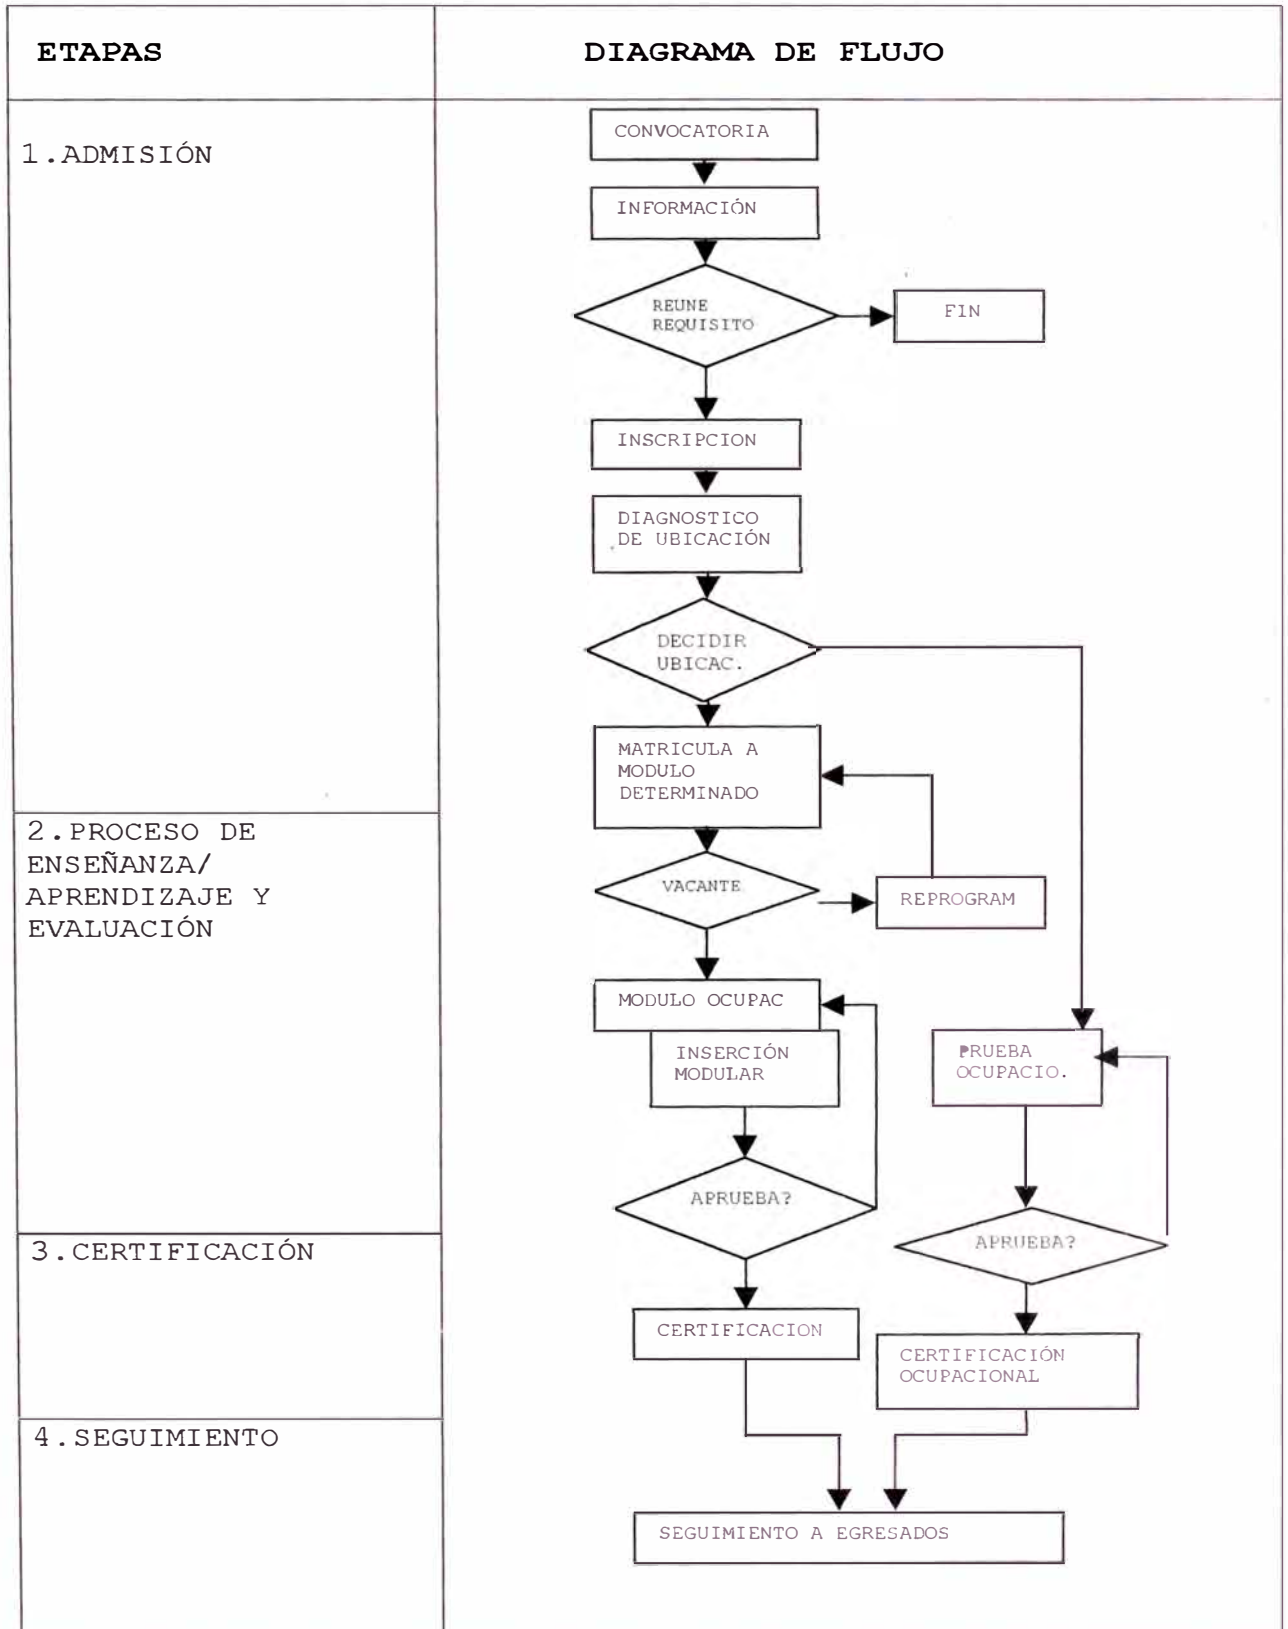 ETAPAS
DIAGRAMA DE FLUJO
1.ADMISIÓN
CONVOCATORIA
INFORMACIÓN
REUNE
REQUISITO
FIN
INSCRIPCION
DIAGNOSTICO
DE UBICACIÓN
DECIDIR
UBICAC.
MATRICULA A
MODULO
DETERMINADO
2.PROCESO DE
ENSEÑANZA/
APRENDIZAJE Y
EVALUACIÓN
VACANTE
REPROGRAM
MODULO OCUPAC
INSERCIÓN
MODULAR
PRUEBA
OCUPACIO.
APRUEBA?
APRUEBA?
3.CERTIFICACIÓN
CERTIFICACION
CERTIFICACIÓN
OCUPACIONAL
4.SEGUIMIENTO
SEGUIMIENTO A EGRESADOS